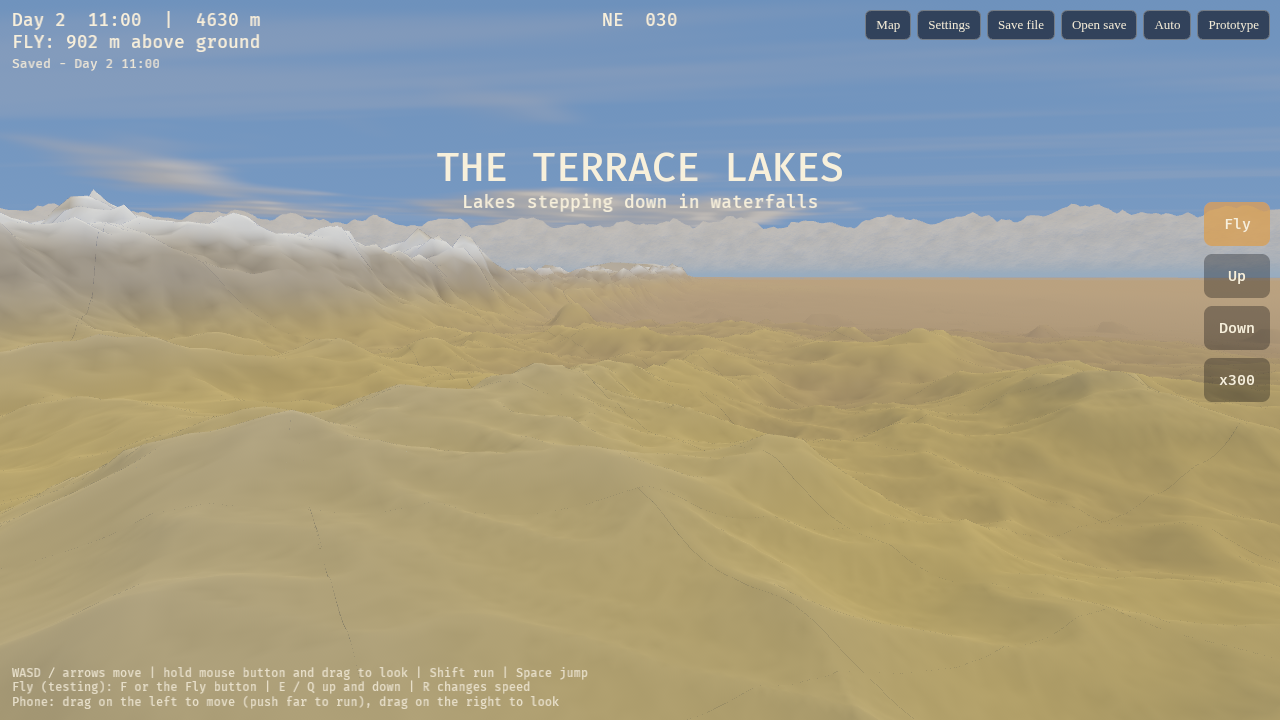 Day 2  11:00  |  4630 m
FLY: 902 m above ground
Saved - Day 2 11:00
NE  030
Map
Settings
Save file
Open save
Auto
Prototype
THE TERRACE LAKES
Lakes stepping down in waterfalls
Fly
Up
Down
x300
WASD / arrows move | hold mouse button and drag to look | Shift run | Space jump
Fly (testing): F or the Fly button | E / Q up and down | R changes speed
Phone: drag on the left to move (push far to run), drag on the right to look